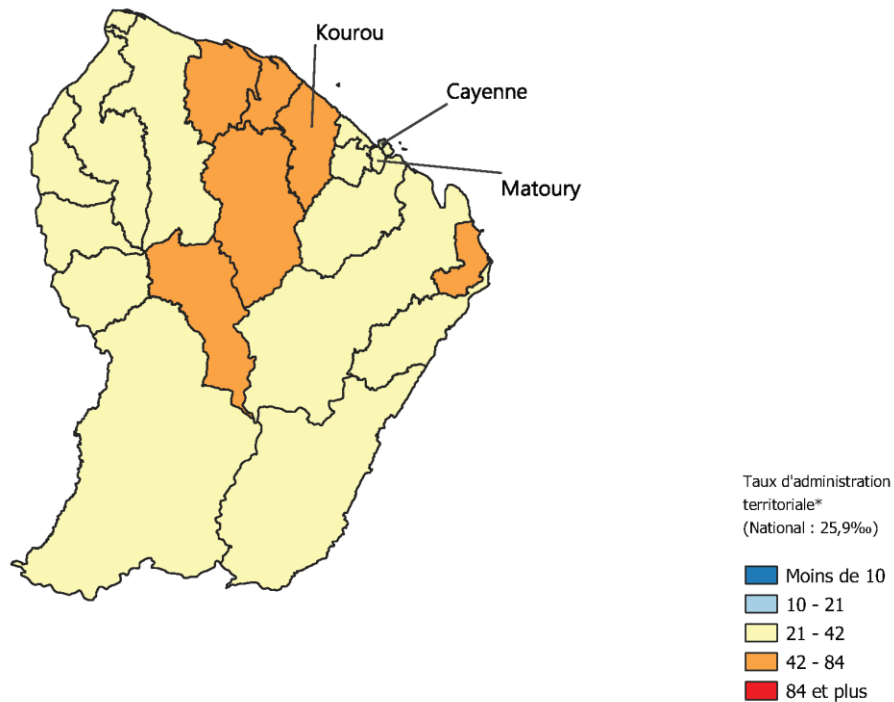 Kourou
Cayenne
Matoury
Taux d'administration
territoriale*
(National : 25,9‰)
Moins de 10
10 - 21
21 - 42
42 - 84
84 et plus